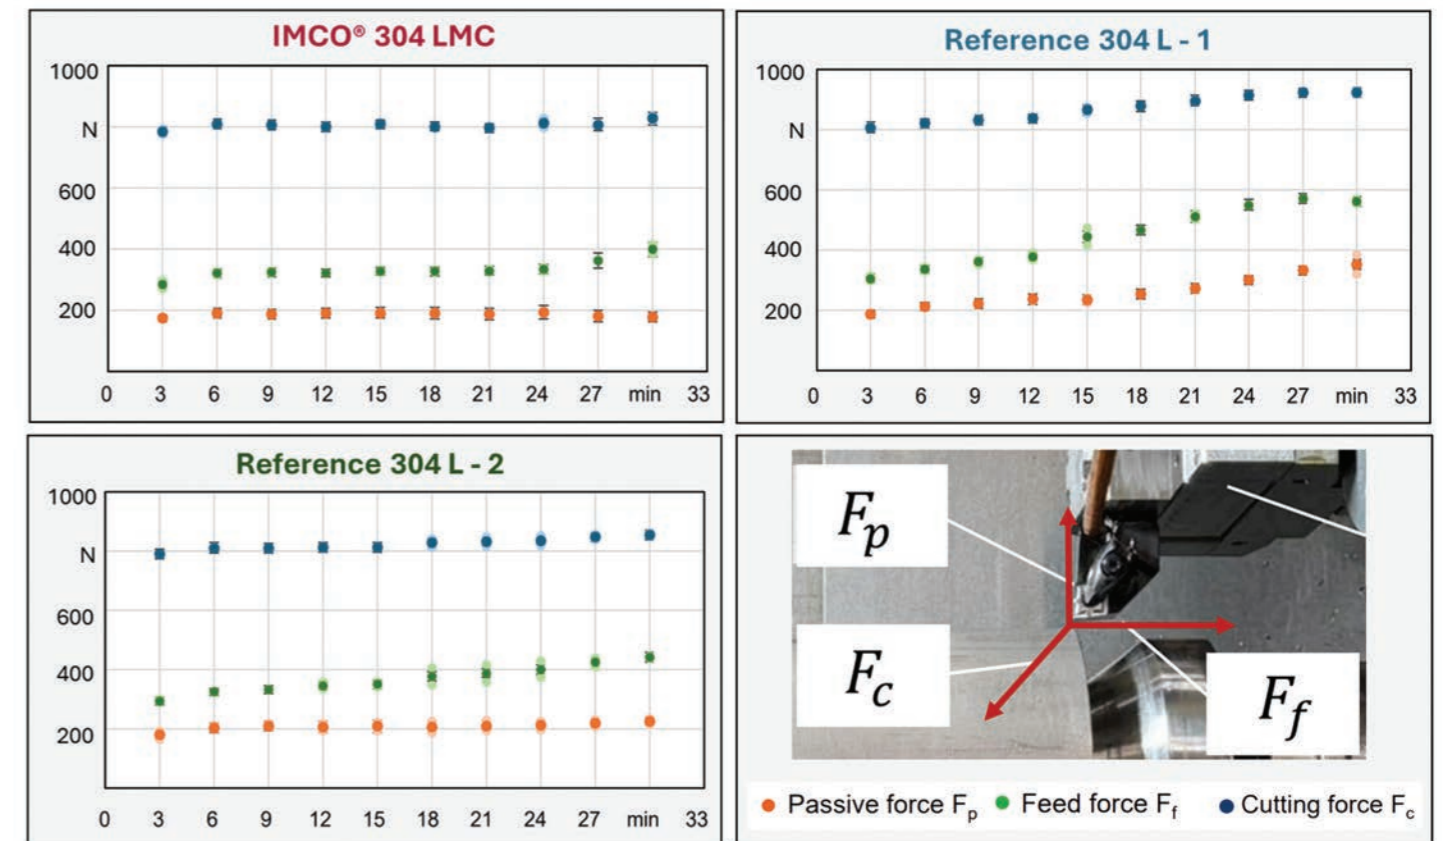 IMCO® 304 LMC
1000
N
600
400
200
0 3 6 9 12 15 18 21 24 27 min 33
Reference 304 L - 1
1000
N
600
400
200
0 3 6 9 12 15 18 21 24 27 min 33
Reference 304 L - 2
1000
N
600
400
200
0 3 6 9 12 15 18 21 24 27 min 33
Fp
Fc
Ff
Passive force Fp Feed force Ff Cutting force Fc